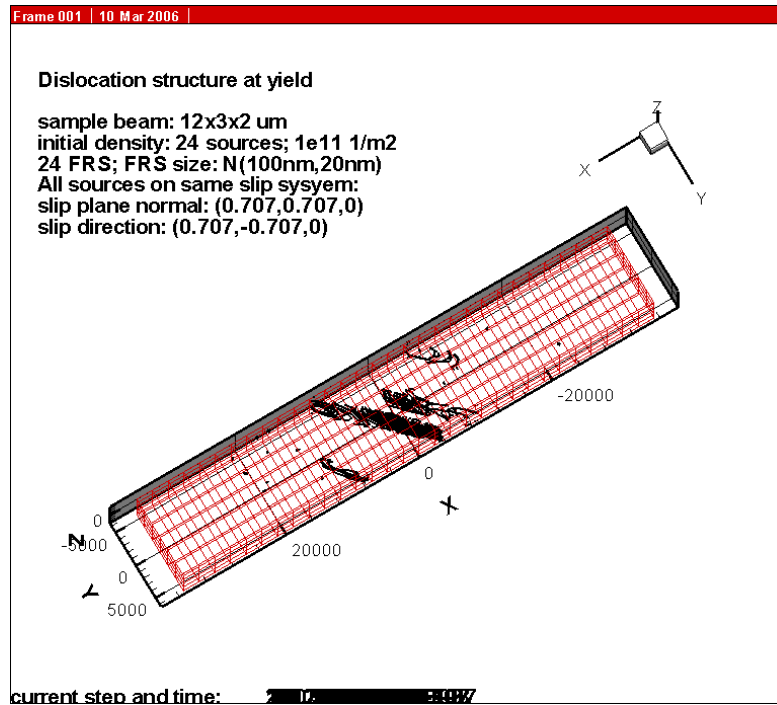 Frame 001 | 10 Mar 2006 |
Dislocation structure at yield
sample beam: 12x3x2 um
initial density: 24 sources; 1e11 1/m2
24 FRS; FRS size: N(100nm,20nm)
All sources on same slip sysyem:
slip plane normal: (0.707,0.707,0)
slip direction: (0.707,-0.707,0)
Z
X
Y
-20000
0
X
20000
0
Z
-5000
0
Y
5000
current step and time: